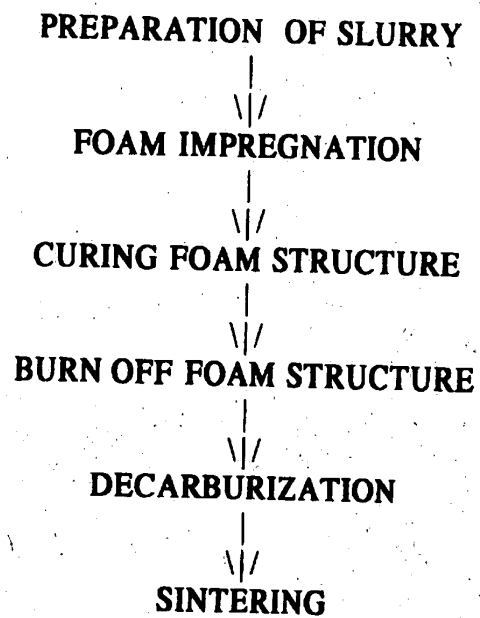 PREPARATION OF SLURRY
FOAM IMPREGNATION
CURING FOAM STRUCTURE
BURN OFF FOAM STRUCTURE
DECARBURIZATION
SINTERING